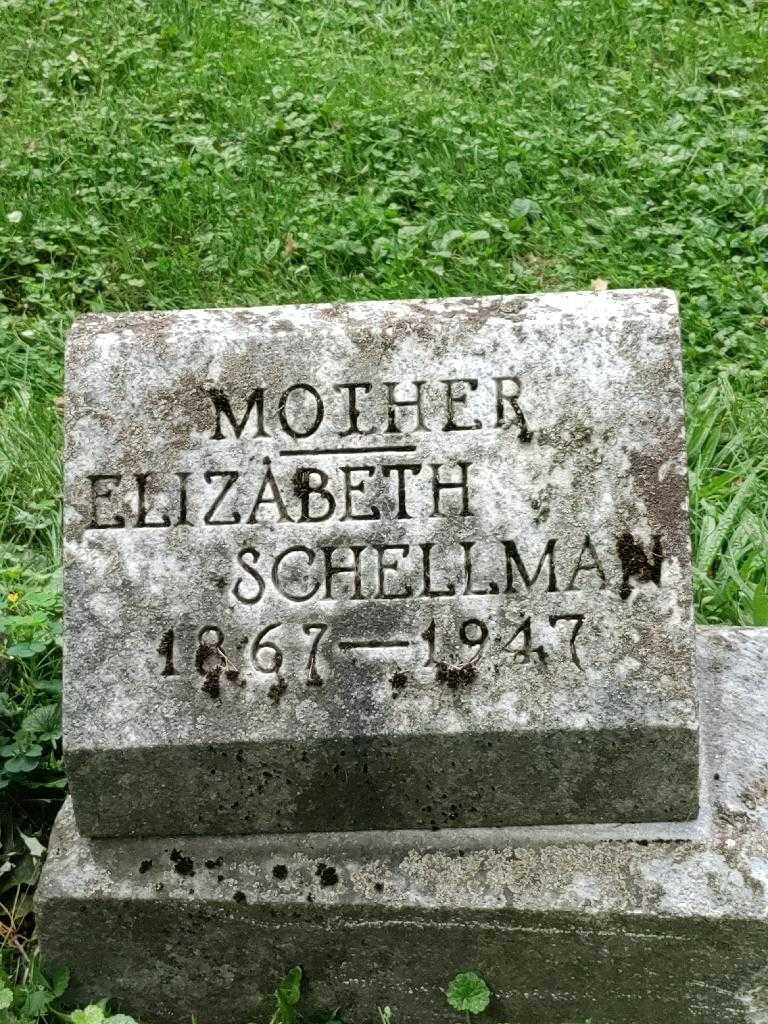 MOTHER
ELIZABETH
SCHELLMAN
1867—1947